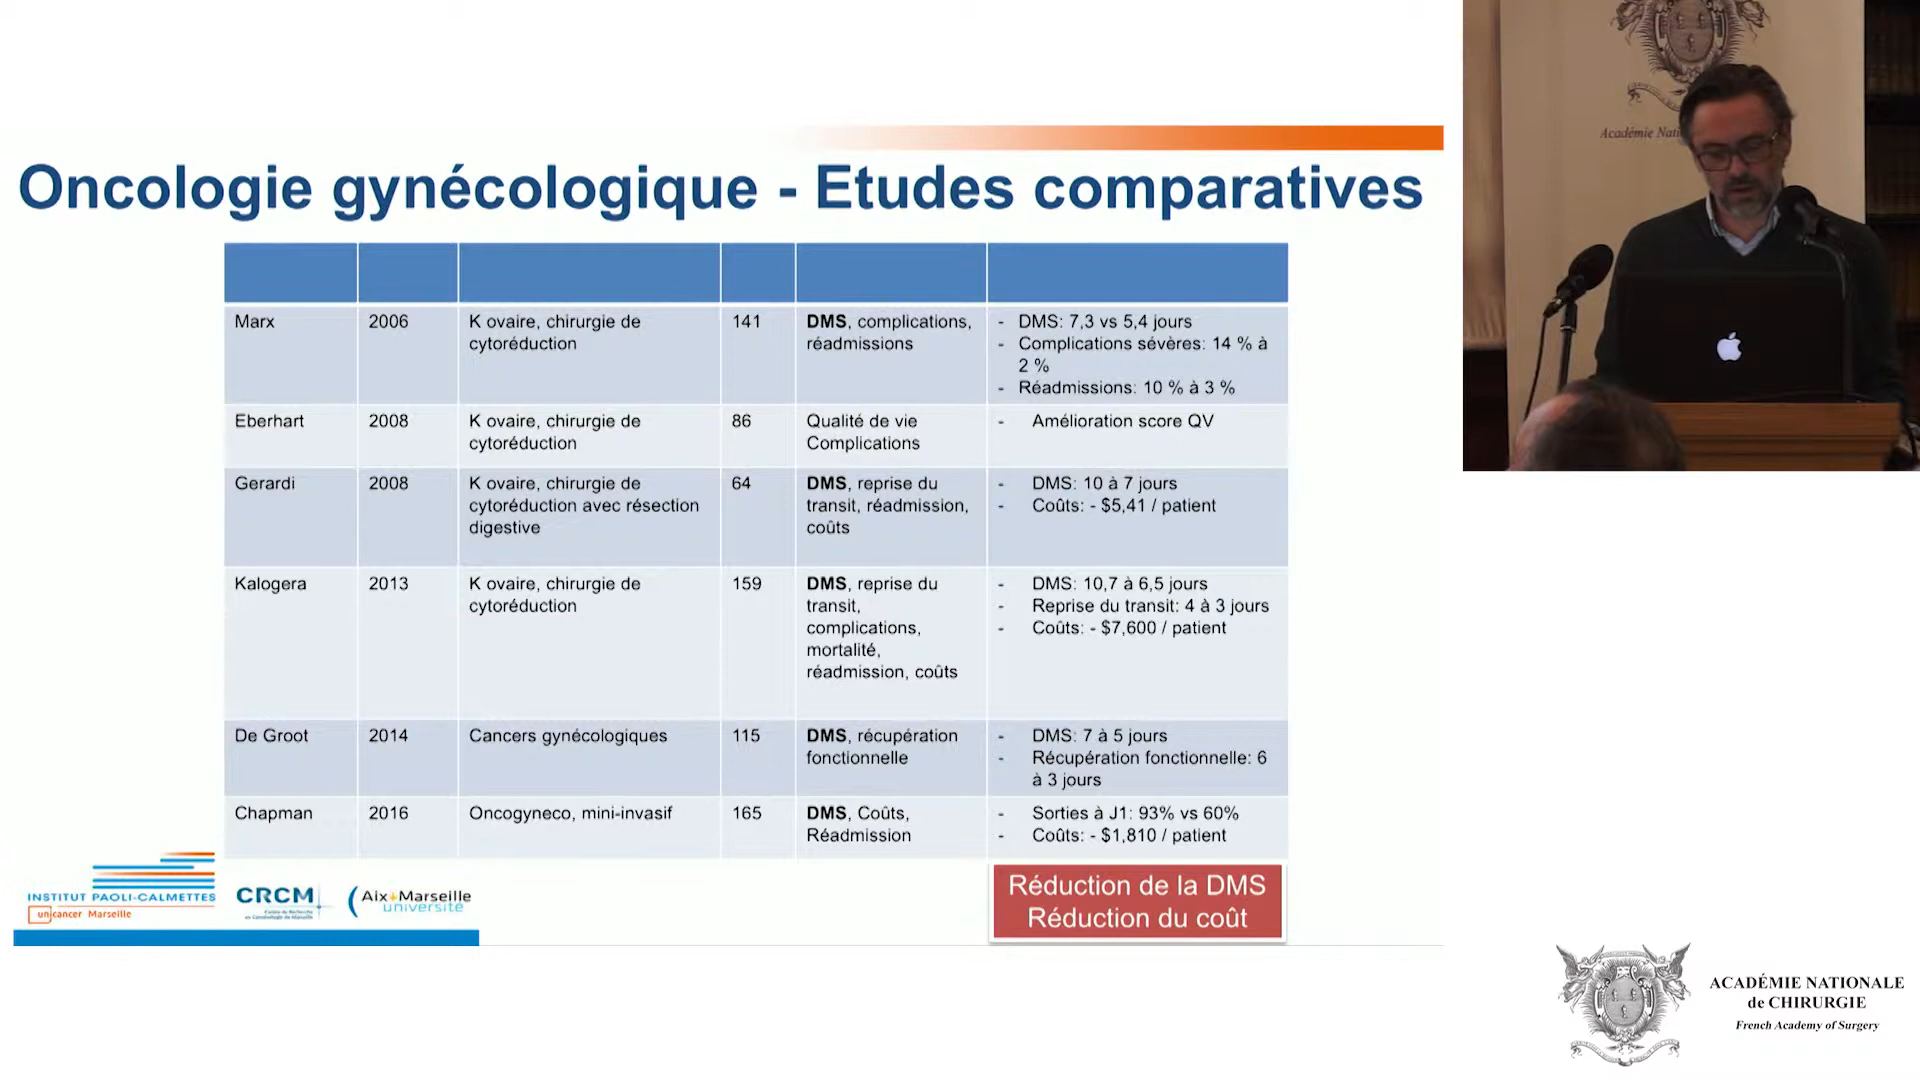 Oncologie gynécologique - Etudes comparatives
Marx 2006 K ovaire, chirurgie de cytoréduction 141 DMS, complications, réadmissions
- DMS: 7,3 vs 5,4 jours
- Complications sévères: 14 % à 2 %
- Réadmissions: 10 % à 3 %
Eberhart 2008 K ovaire, chirurgie de cytoréduction 86 Qualité de vie Complications
- Amélioration score QV
Gerardi 2008 K ovaire, chirurgie de cytoréduction avec résection digestive 64 DMS, reprise du transit, réadmission, coûts
- DMS: 10 à 7 jours
- Coûts: - $5,41 / patient
Kalogera 2013 K ovaire, chirurgie de cytoréduction 159 DMS, reprise du transit, complications, mortalité, réadmission, coûts
- DMS: 10,7 à 6,5 jours
- Reprise du transit: 4 à 3 jours
- Coûts: - $7,600 / patient
De Groot 2014 Cancers gynécologiques 115 DMS, récupération fonctionnelle
- DMS: 7 à 5 jours
- Récupération fonctionnelle: 6 à 3 jours
Chapman 2016 Oncogyneco, mini-invasif 165 DMS, Coûts, Réadmission
- Sorties à J1: 93% vs 60%
- Coûts: - $1,810 / patient
Réduction de la DMS
Réduction du coût
INSTITUT PAOLI-CALMETTES
unicancer Marseille
CRCM
Aix+Marseille
université
Académie Nati
ACADÉMIE NATIONALE
de CHIRURGIE
French Academy of Surgery